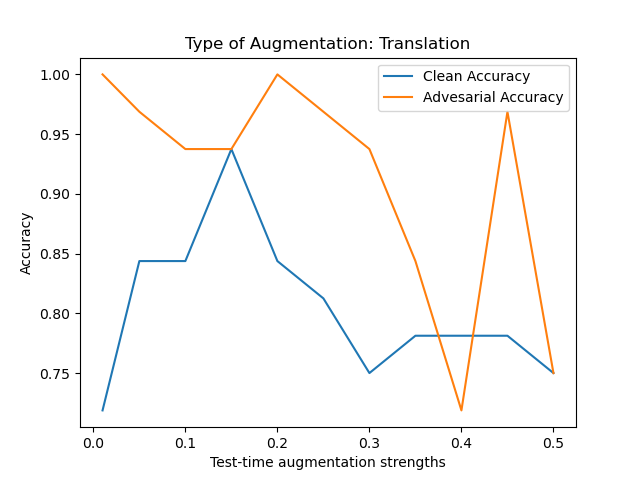 Type of Augmentation: Translation
Clean Accuracy
Advesarial Accuracy
1.00
0.95
0.90
0.85
0.80
0.75
Accuracy
0.0 0.1 0.2 0.3 0.4 0.5
Test-time augmentation strengths